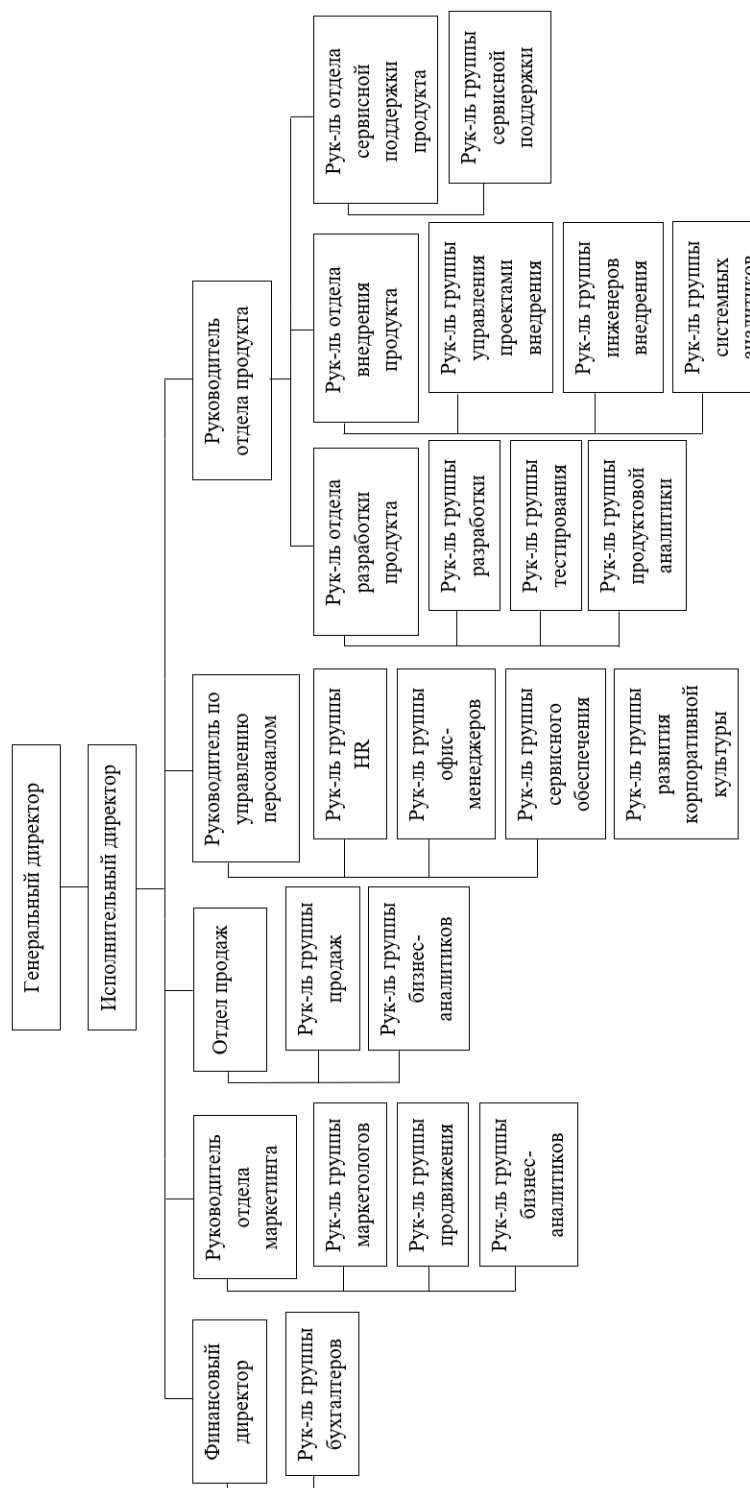 Генеральный директор
Исполнительный директор
Финансовый
директор
Рук-ль группы
бухгалтеров
Руководитель
отдела
маркетинга
Рук-ль группы
маркетологов
Рук-ль группы
продвижения
Рук-ль группы
бизнес-
аналитиков
Отдел продаж
Рук-ль группы
продаж
Рук-ль группы
бизнес-
аналитиков
Руководитель по
управлению
персоналом
Рук-ль группы
HR
Рук-ль группы
офис-
менеджеров
Рук-ль группы
сервисного
обеспечения
Рук-ль группы
развития
корпоративной
культуры
Руководитель
отдела продукта
Рук-ль отдела
разработки
продукта
Рук-ль группы
разработки
Рук-ль группы
тестирования
Рук-ль группы
продуктовой
аналитики
Рук-ль отдела
внедрения
продукта
Рук-ль группы
управления
проектами
внедрения
Рук-ль группы
инженеров
внедрения
Рук-ль группы
системных
аналитиков
Рук-ль отдела
сервисной
поддержки
продукта
Рук-ль группы
сервисной
поддержки